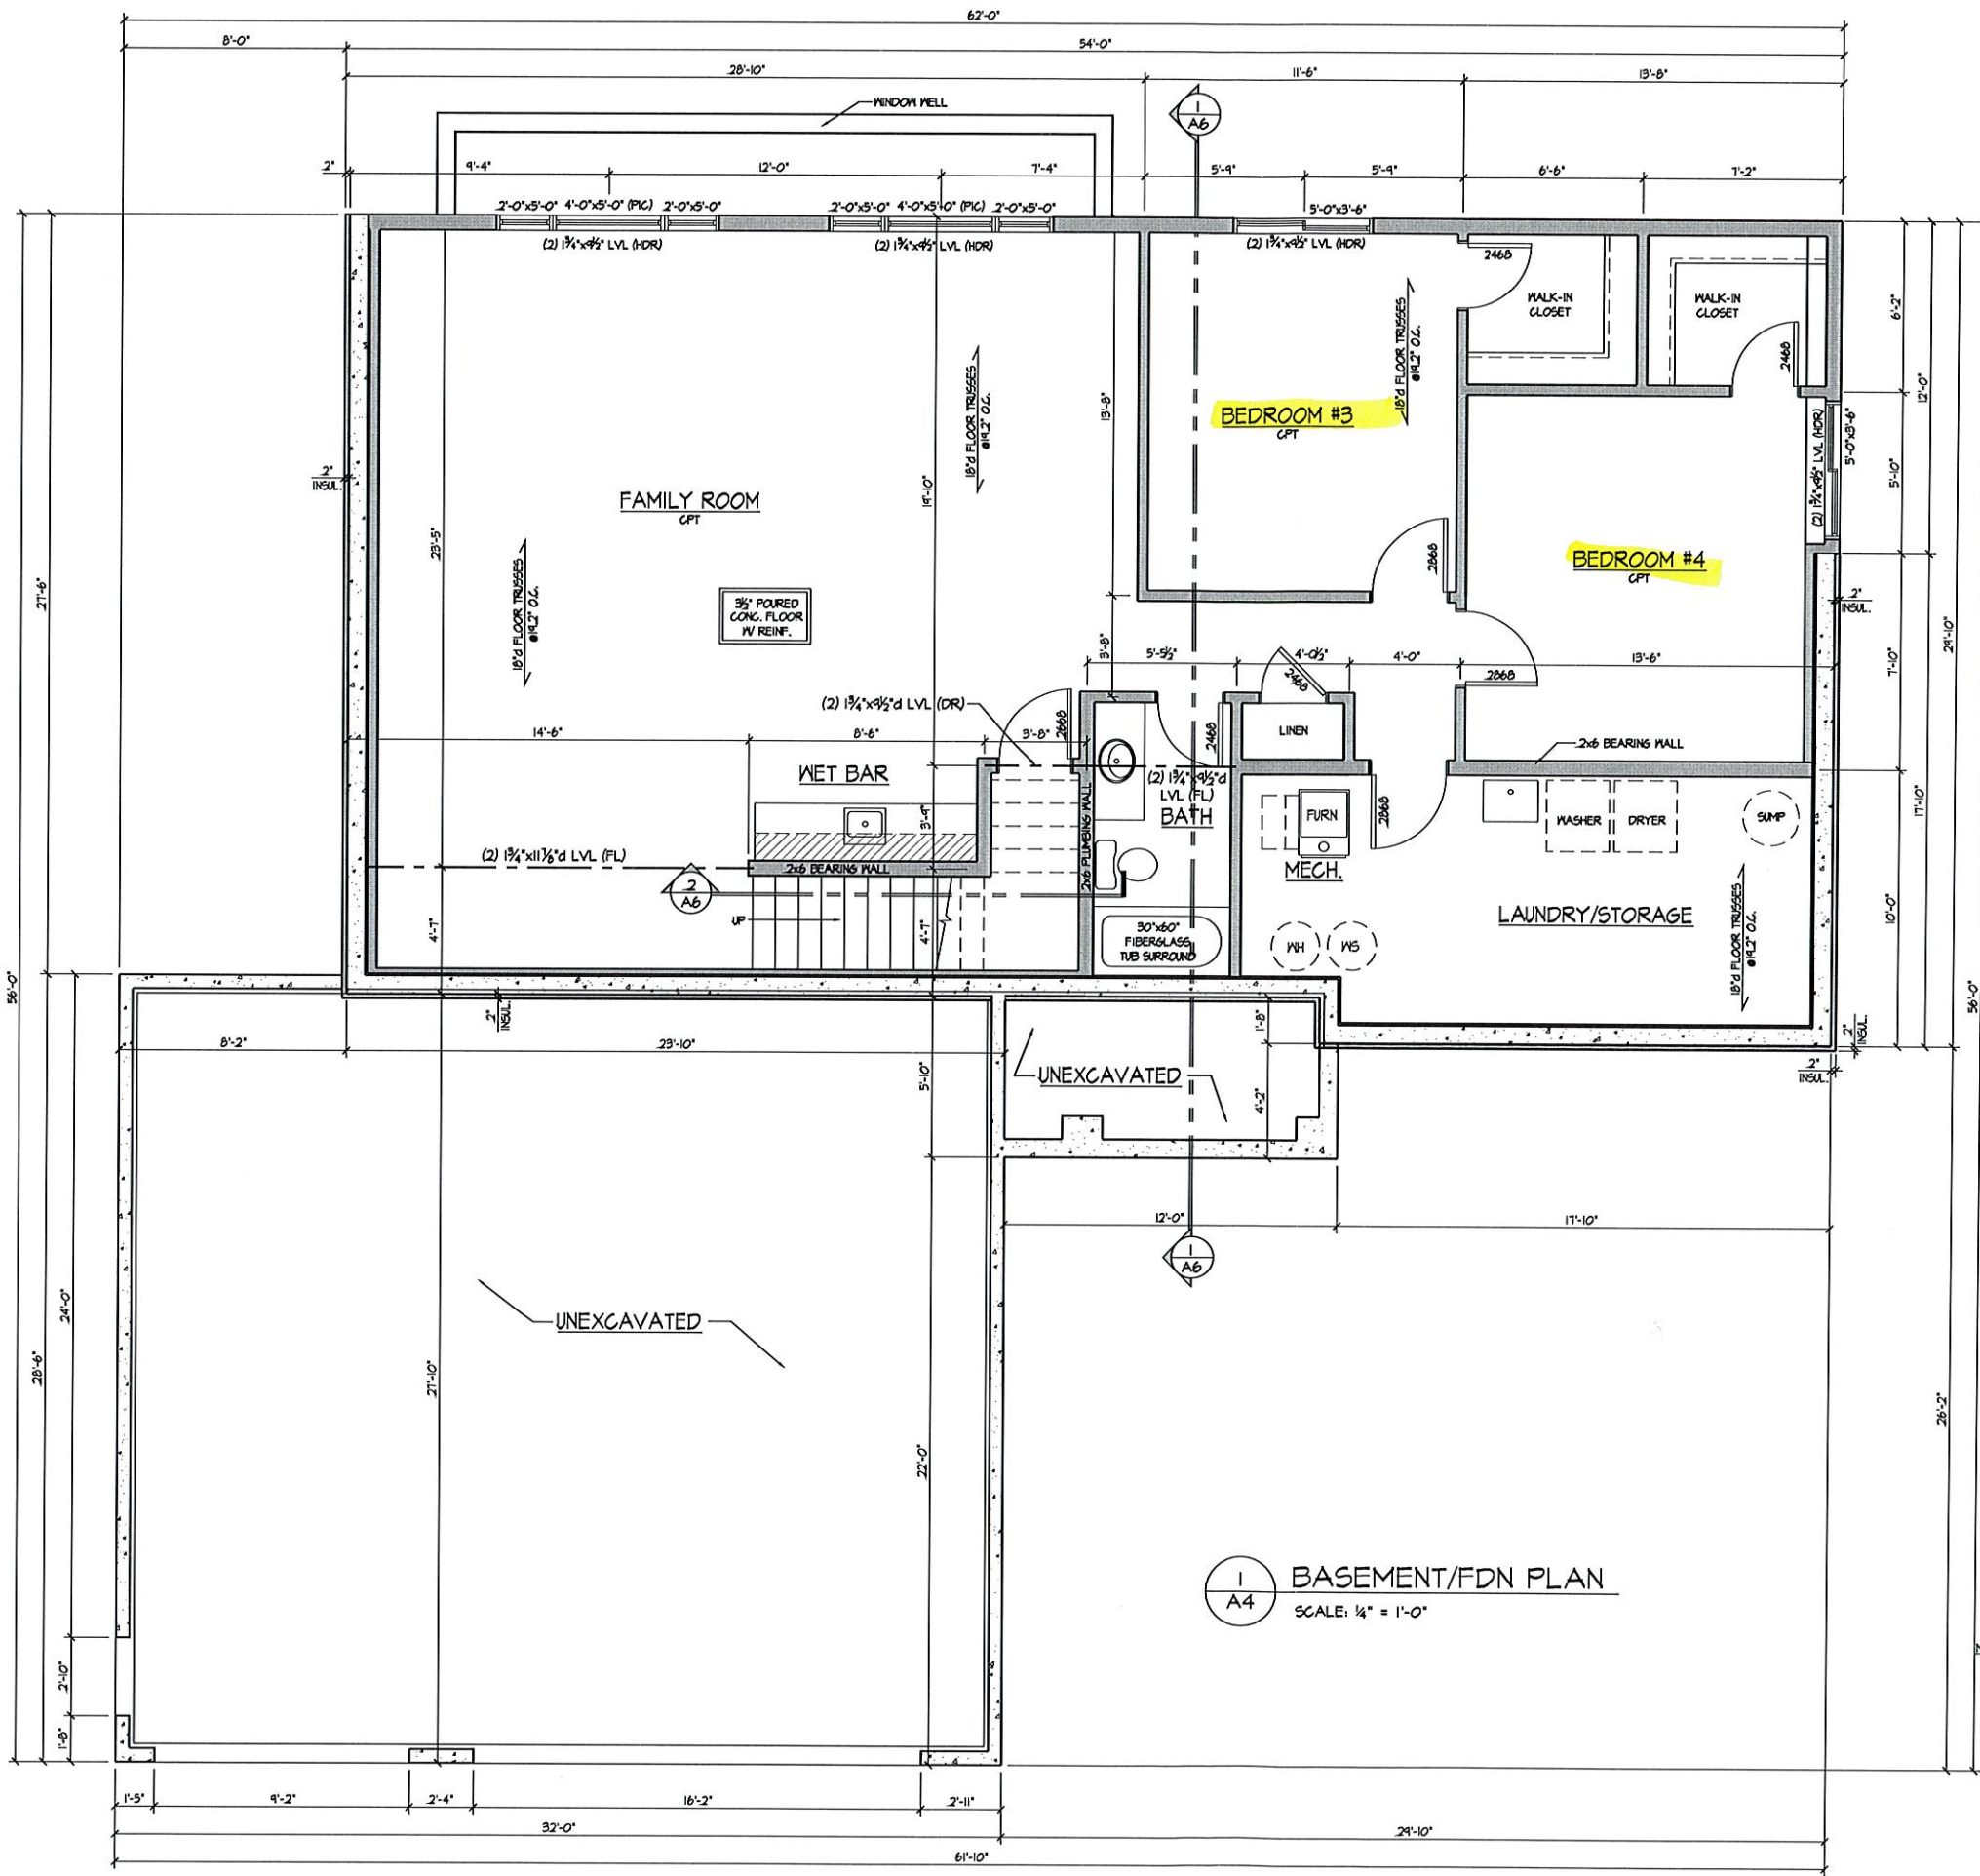 62'-0"
8'-0"
54'-0"
28'-10"
11'-6"
13'-8"
WINDOW WELL
1
A6
2"
9'-4"
12'-0"
7'-4"
5'-9"
5'-9"
6'-6"
7'-2"
2'-0"x5'-0"
4'-0"x5'-0" (PIC)
2'-0"x5'-0"
2'-0"x5'-0"
4'-0"x5'-0" (PIC)
2'-0"x5'-0"
5'-0"x3'-6"
(2) 1¾"x9½" LVL (HDR)
(2) 1¾"x9½" LVL (HDR)
(2) 1¾"x9½" LVL (HDR)
2468
WALK-IN
CLOSET
WALK-IN
CLOSET
2468
6'-2"
12'-0"
18"d FLOOR TRUSSES
@19.2" O.C.
18"d FLOOR TRUSSES
@19.2" O.C.
13'-8"
BEDROOM #3
CPT
(2) 1¾"x9½" LVL (HDR)
5'-0"x3'-6"
5'-10"
2"
INSUL.
FAMILY ROOM
CPT
19'-10"
23'-5"
BEDROOM #4
CPT
2868
27'-6"
18"d FLOOR TRUSSES
@19.2" O.C.
3½" POURED
CONC. FLOOR
W/ REINF.
2"
INSUL.
29'-10"
3'-8"
5'-5½"
4'-0½"
4'-0"
13'-6"
7'-10"
2468
2868
(2) 1¾"x9½"d LVL (DR)
2668
14'-6"
8'-6"
3'-8"
2468
LINEN
2x6 BEARING WALL
WET BAR
(2) 1¾"x9½"d
LVL (FL)
BATH
3'-9"
2x6 PLUMBING WALL
FURN
2868
WASHER
DRYER
SUMP
17'-10"
(2) 1¾"x11⅞"d LVL (FL)
2x6 BEARING WALL
MECH.
2
A6
UP
4'-7"
4'-7"
30"x60"
FIBERGLASS
TUB SURROUND
WH
WS
LAUNDRY/STORAGE
18"d FLOOR TRUSSES
@19.2" O.C.
10'-0"
56'-0"
56'-0"
2"
INSUL.
1'-8"
2"
INSUL.
8'-2"
23'-10"
5'-10"
UNEXCAVATED
4'-2"
2"
INSUL.
12'-0"
17'-10"
1
A6
24'-0"
28'-6"
UNEXCAVATED
27'-10"
22'-0"
26'-2"
1
A4
BASEMENT/FDN PLAN
SCALE: ¼" = 1'-0"
2'-10"
1'-8"
1'-5"
9'-2"
2'-4"
16'-2"
2'-11"
32'-0"
29'-10"
61'-10"